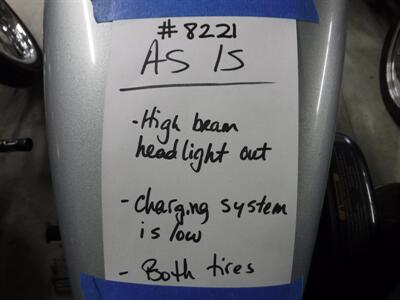 #8221
AS IS
- High beam
headlight out
- Charging system
is low
- Both tires